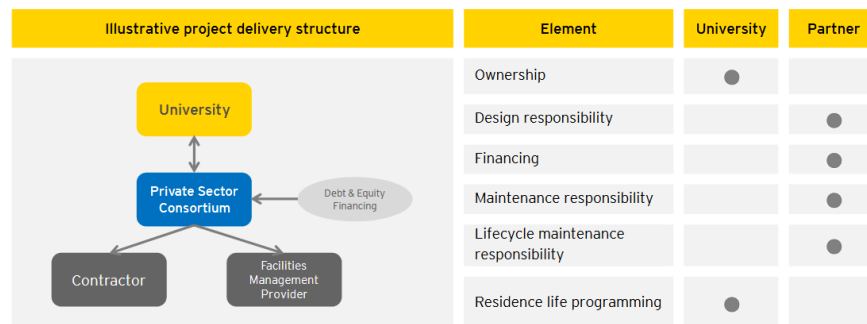 Illustrative project delivery structure
Element
University
Partner
University
Private Sector
Consortium
Debt & Equity
Financing
Contractor
Facilities
Management
Provider
Ownership
Design responsibility
Financing
Maintenance responsibility
Lifecycle maintenance
responsibility
Residence life programming